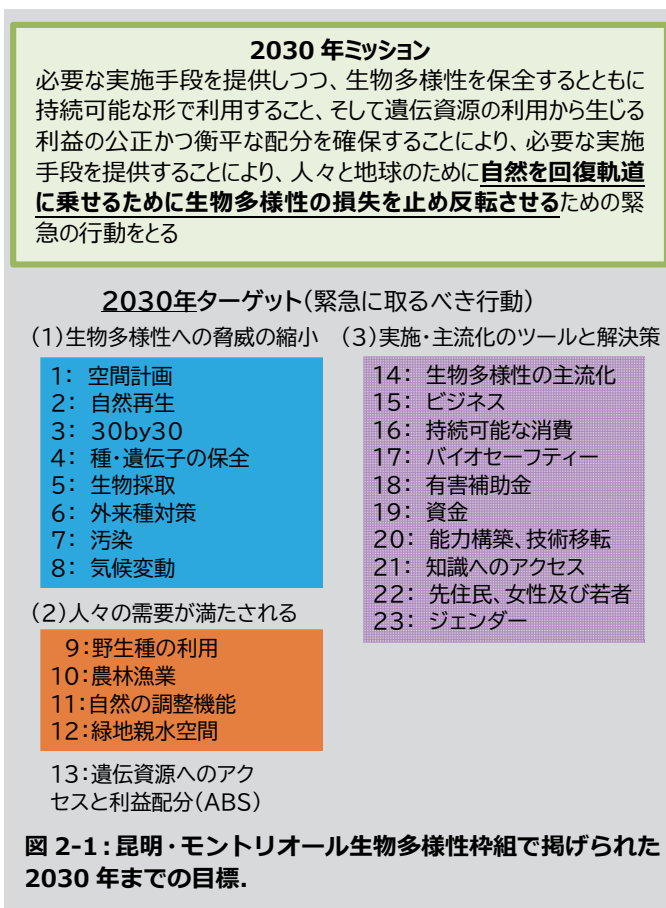 2030 年ミッション
必要な実施手段を提供しつつ、生物多様性を保全するとともに
持続可能な形で利用すること、そして遺伝資源の利用から生じる
利益の公正かつ衡平な配分を確保することにより、必要な実施
手段を提供することにより、人々と地球のために自然を回復軌道
に乗せるために生物多様性の損失を止め反転させるための緊
急の行動をとる
2030年ターゲット(緊急に取るべき行動)
(1)生物多様性への脅威の縮小
1: 空間計画
2: 自然再生
3: 30by30
4: 種・遺伝子の保全
5: 生物採取
6: 外来種対策
7: 汚染
8: 気候変動
(2)人々の需要が満たされる
9:野生種の利用
10:農林漁業
11:自然の調整機能
12:緑地親水空間
13:遺伝資源へのアク
セスと利益配分(ABS)
(3)実施・主流化のツールと解決策
14: 生物多様性の主流化
15: ビジネス
16: 持続可能な消費
17: バイオセーフティー
18: 有害補助金
19: 資金
20: 能力構築、技術移転
21: 知識へのアクセス
22: 先住民、女性及び若者
23: ジェンダー
図 2-1:昆明・モントリオール生物多様性枠組で掲げられた
2030 年までの目標.